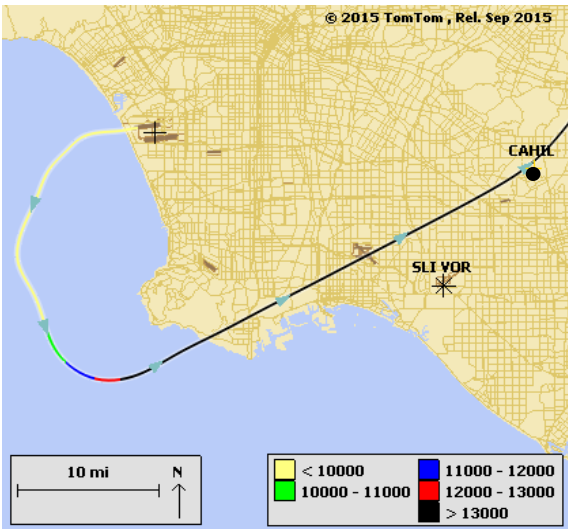 © 2015 TomTom , Rel. Sep 2015
CAHIL
SLI VOR
10 mi
N
< 10000
10000 - 11000
11000 - 12000
12000 - 13000
> 13000